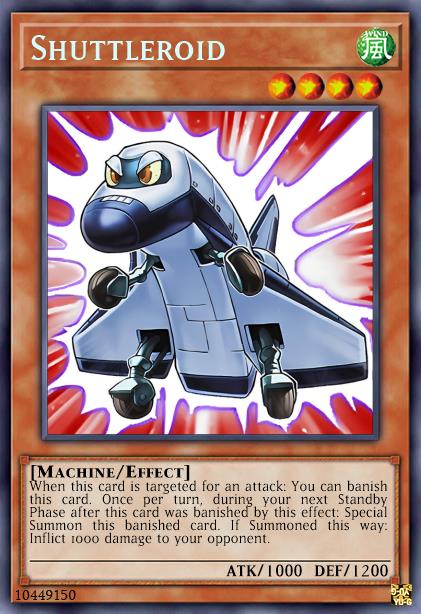 Shuttleroid
WIND
風
[Machine/Effect]
When this card is targeted for an attack: You can banish
this card. Once per turn, during your next Standby
Phase after this card was banished by this effect: Special
Summon this banished card. If Summoned this way:
Inflict 1000 damage to your opponent.
ATK/1000 DEF/1200
10449150